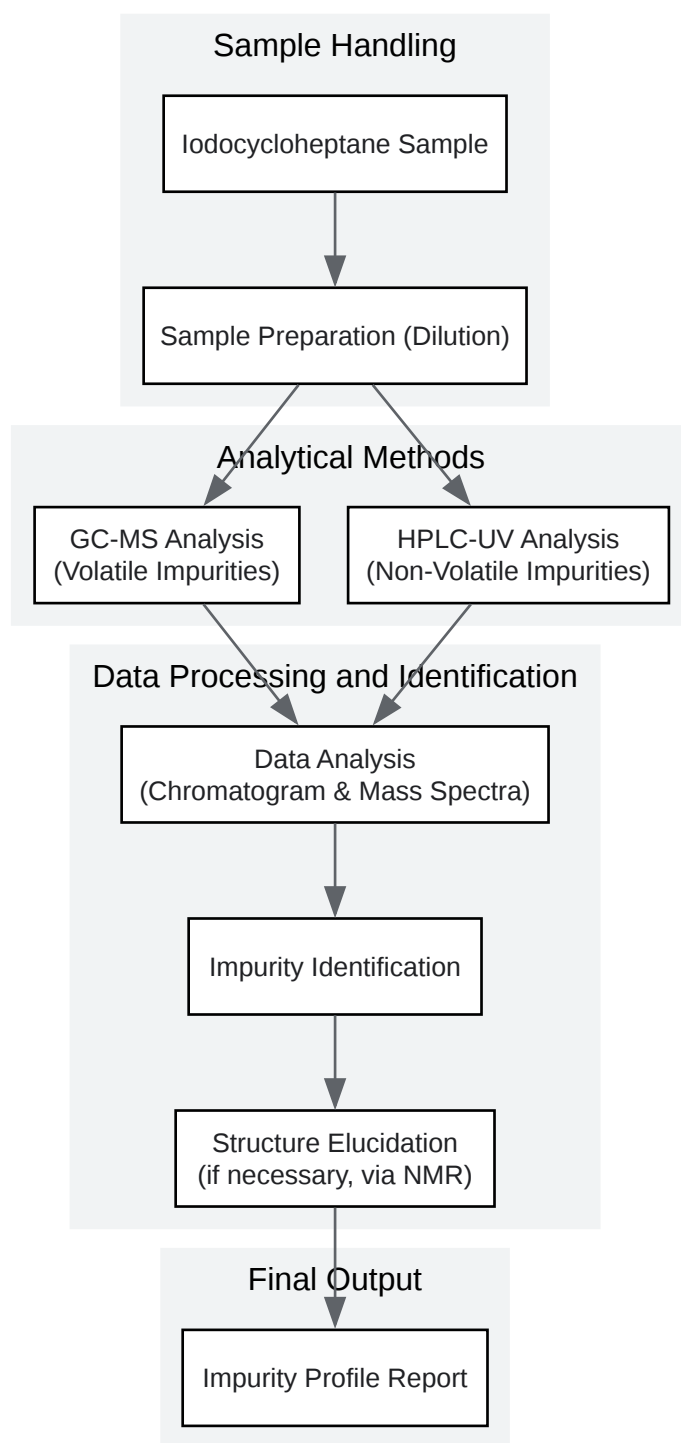 Sample Handling
Iodocycloheptane Sample
Sample Preparation (Dilution)
Analytical Methods
GC-MS Analysis
(Volatile Impurities)
HPLC-UV Analysis
(Non-Volatile Impurities)
Data Processing and Identification
Data Analysis
(Chromatogram & Mass Spectra)
Impurity Identification
Structure Elucidation
(if necessary, via NMR)
Final Output
Impurity Profile Report